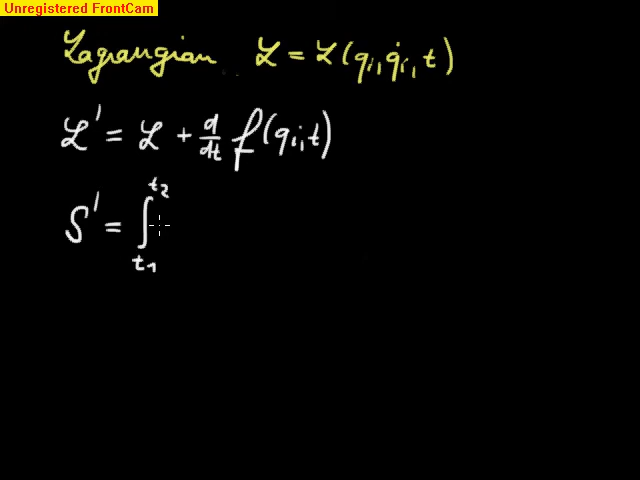 Unregistered FrontCam
Lagrangian ℒ = ℒ(qᵢ, q̇ᵢ, t)
ℒ' = ℒ + d/dt f(qᵢ, t)
S' = ∫ₜ₁^t₂